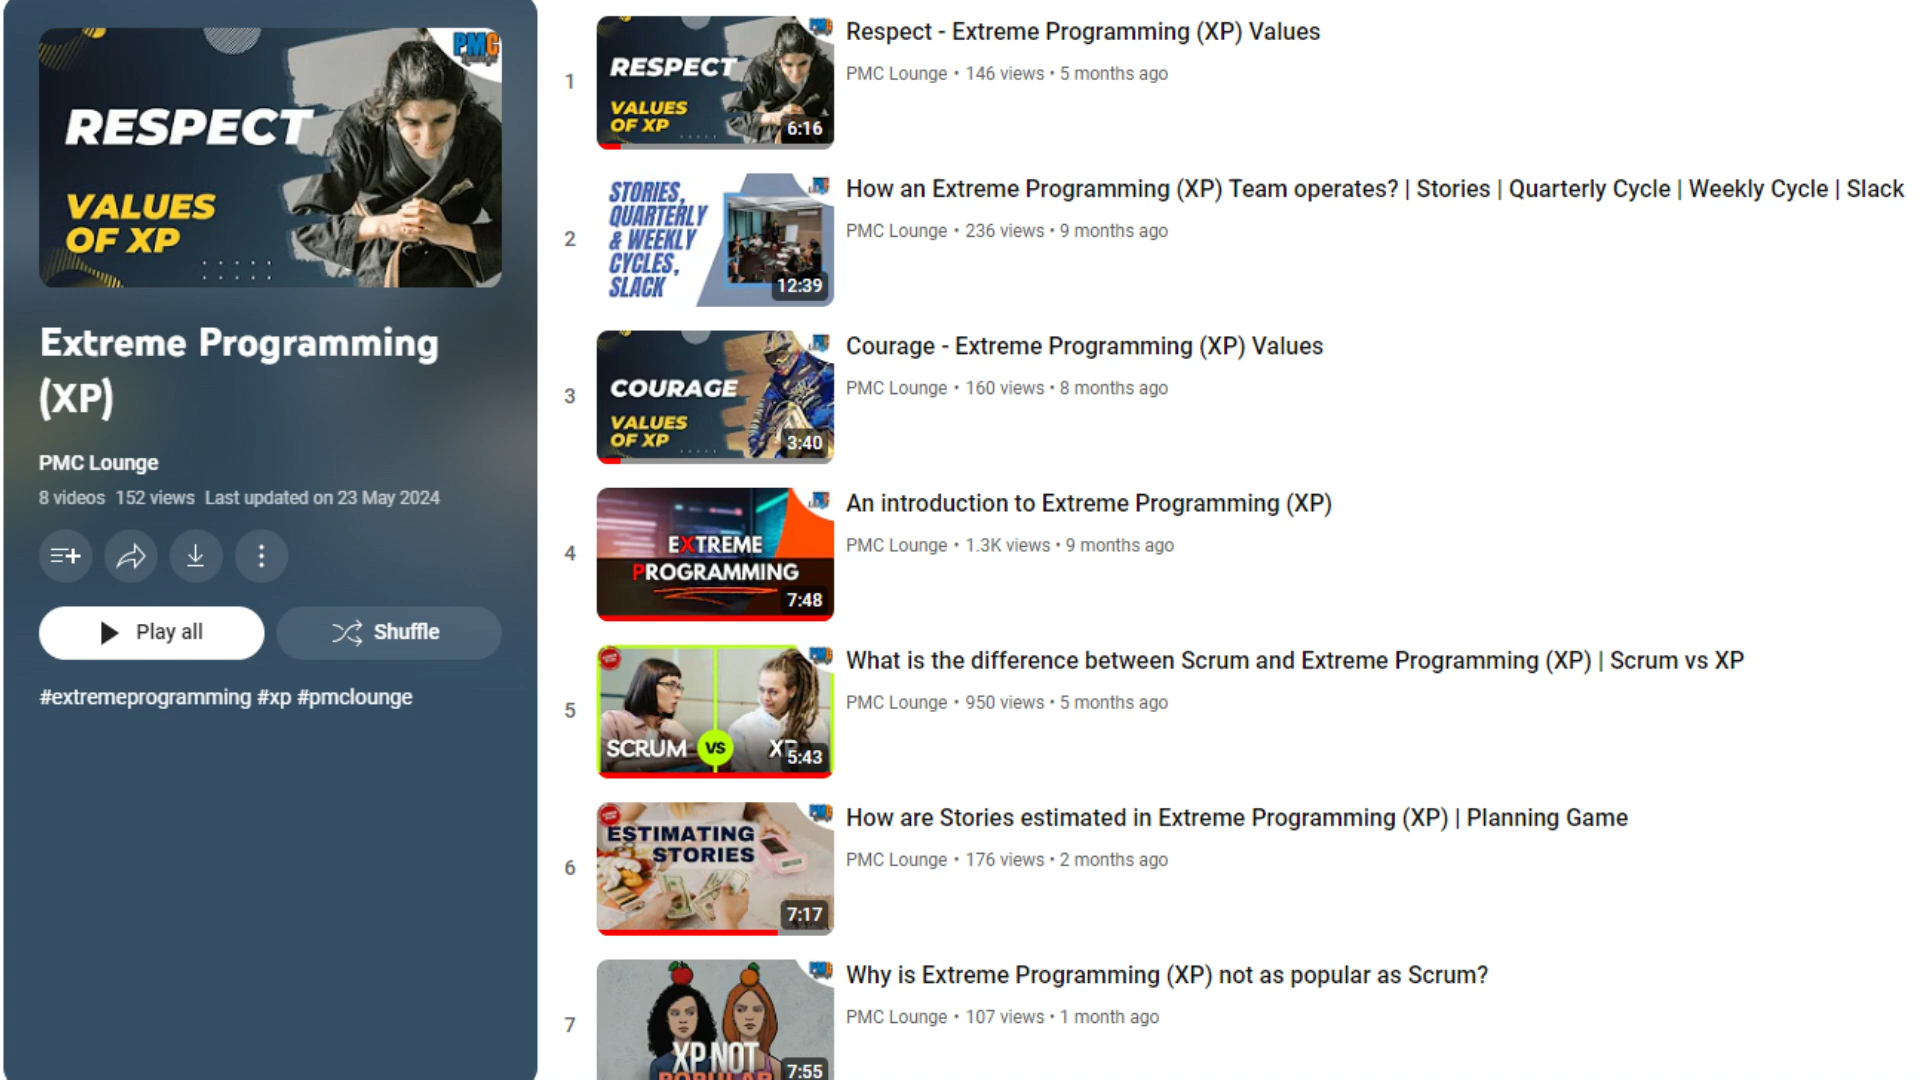 PMC
Lounge
RESPECT
VALUES
OF XP
Extreme Programming
(XP)
PMC Lounge
8 videos 152 views Last updated on 23 May 2024
Play all
Shuffle
#extremeprogramming #xp #pmclounge
1
RESPECT
VALUES
OF XP
6:16
Respect - Extreme Programming (XP) Values
PMC Lounge • 146 views • 5 months ago
2
STORIES,
QUARTERLY
& WEEKLY
CYCLES,
SLACK
12:39
How an Extreme Programming (XP) Team operates? | Stories | Quarterly Cycle | Weekly Cycle | Slack
PMC Lounge • 236 views • 9 months ago
3
COURAGE
VALUES
OF XP
3:40
Courage - Extreme Programming (XP) Values
PMC Lounge • 160 views • 8 months ago
4
EXTREME
PROGRAMMING
7:48
An introduction to Extreme Programming (XP)
PMC Lounge • 1.3K views • 9 months ago
5
SCRUM VS XP
5:43
What is the difference between Scrum and Extreme Programming (XP) | Scrum vs XP
PMC Lounge • 950 views • 5 months ago
6
ESTIMATING
STORIES
7:17
How are Stories estimated in Extreme Programming (XP) | Planning Game
PMC Lounge • 176 views • 2 months ago
7
XP NOT
POPULAR
7:55
Why is Extreme Programming (XP) not as popular as Scrum?
PMC Lounge • 107 views • 1 month ago